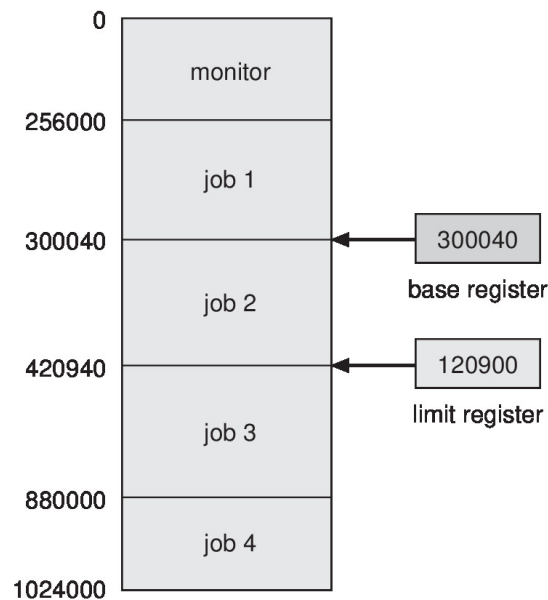 0
monitor
256000
job 1
300040
300040
base register
job 2
420940
120900
limit register
job 3
880000
job 4
1024000